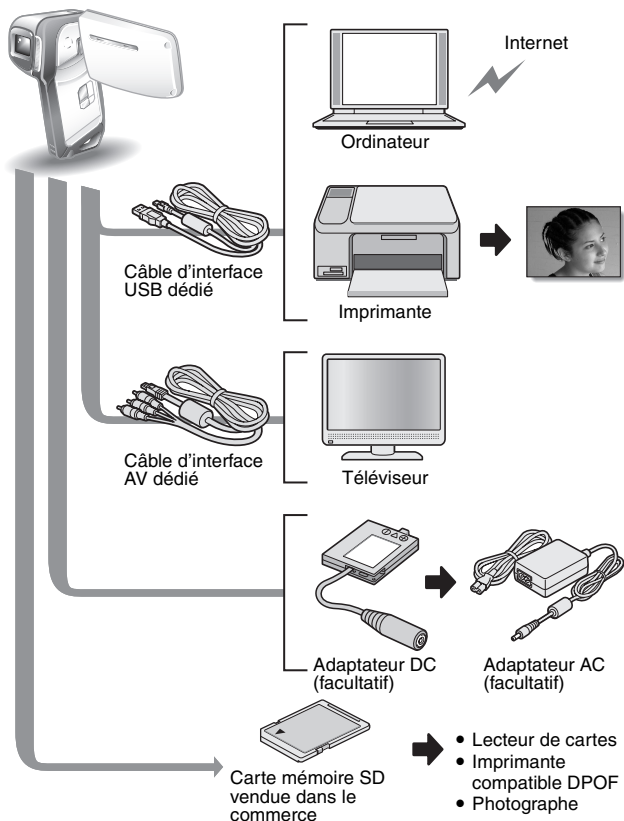 Internet
Ordinateur
Câble d'interface
USB dédié
Imprimante
Câble d'interface
AV dédié
Téléviseur
Adaptateur DC
(facultatif)
Adaptateur AC
(facultatif)
Carte mémoire SD
vendue dans le
commerce
● Lecteur de cartes
● Imprimante
compatible DPOF
● Photographe